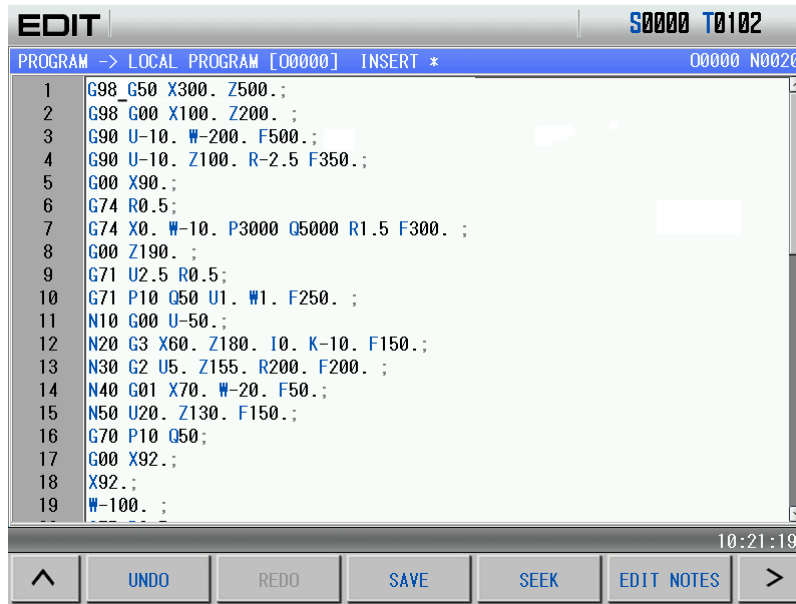 EDIT S0000 T0102
PROGRAM -> LOCAL PROGRAM [O0000] INSERT * O0000 N0020
1 G98_G50 X300. Z500.;
2 G98 G00 X100. Z200. ;
3 G90 U-10. W-200. F500.;
4 G90 U-10. Z100. R-2.5 F350.;
5 G00 X90.;
6 G74 R0.5;
7 G74 X0. W-10. P3000 Q5000 R1.5 F300. ;
8 G00 Z190. ;
9 G71 U2.5 R0.5;
10 G71 P10 Q50 U1. W1. F250. ;
11 N10 G00 U-50.;
12 N20 G3 X60. Z180. I0. K-10. F150.;
13 N30 G2 U5. Z155. R200. F200. ;
14 N40 G01 X70. W-20. F50.;
15 N50 U20. Z130. F150.;
16 G70 P10 Q50;
17 G00 X92.;
18 X92.;
19 W-100. ;
10:21:19
^ UNDO REDO SAVE SEEK EDIT NOTES >